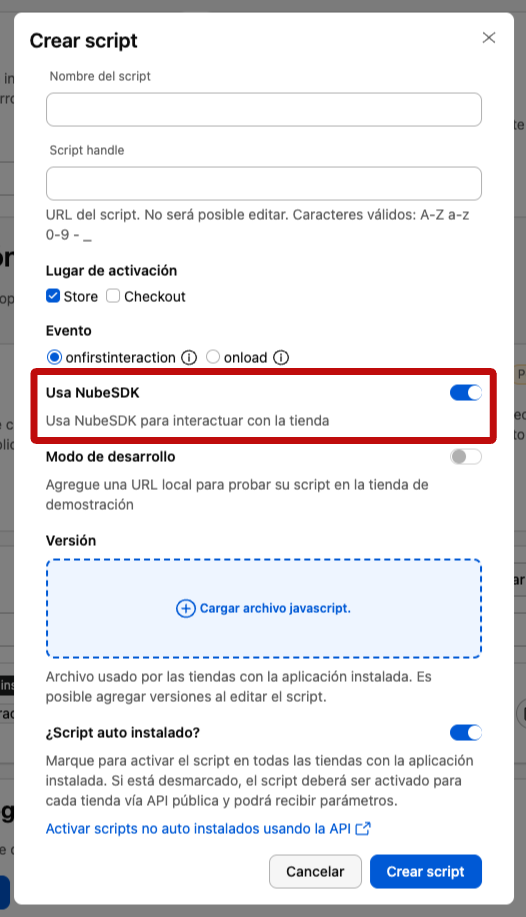 Crear script
Nombre del script
Script handle
URL del script. No será posible editar. Caracteres válidos: A-Z a-z
0-9 - _
Lugar de activación
Store Checkout
Evento
onfirstinteraction onload
Usa NubeSDK
Usa NubeSDK para interactuar con la tienda
Modo de desarrollo
Agregue una URL local para probar su script en la tienda de
demostración
Versión
Cargar archivo javascript.
Archivo usado por las tiendas con la aplicación instalada. Es
posible agregar versiones al editar el script.
¿Script auto instalado?
Marque para activar el script en todas las tiendas con la aplicación
instalada. Si está desmarcado, el script deberá ser activado para
cada tienda vía API pública y podrá recibir parámetros.
Activar scripts no auto instalados usando la API
Cancelar Crear script